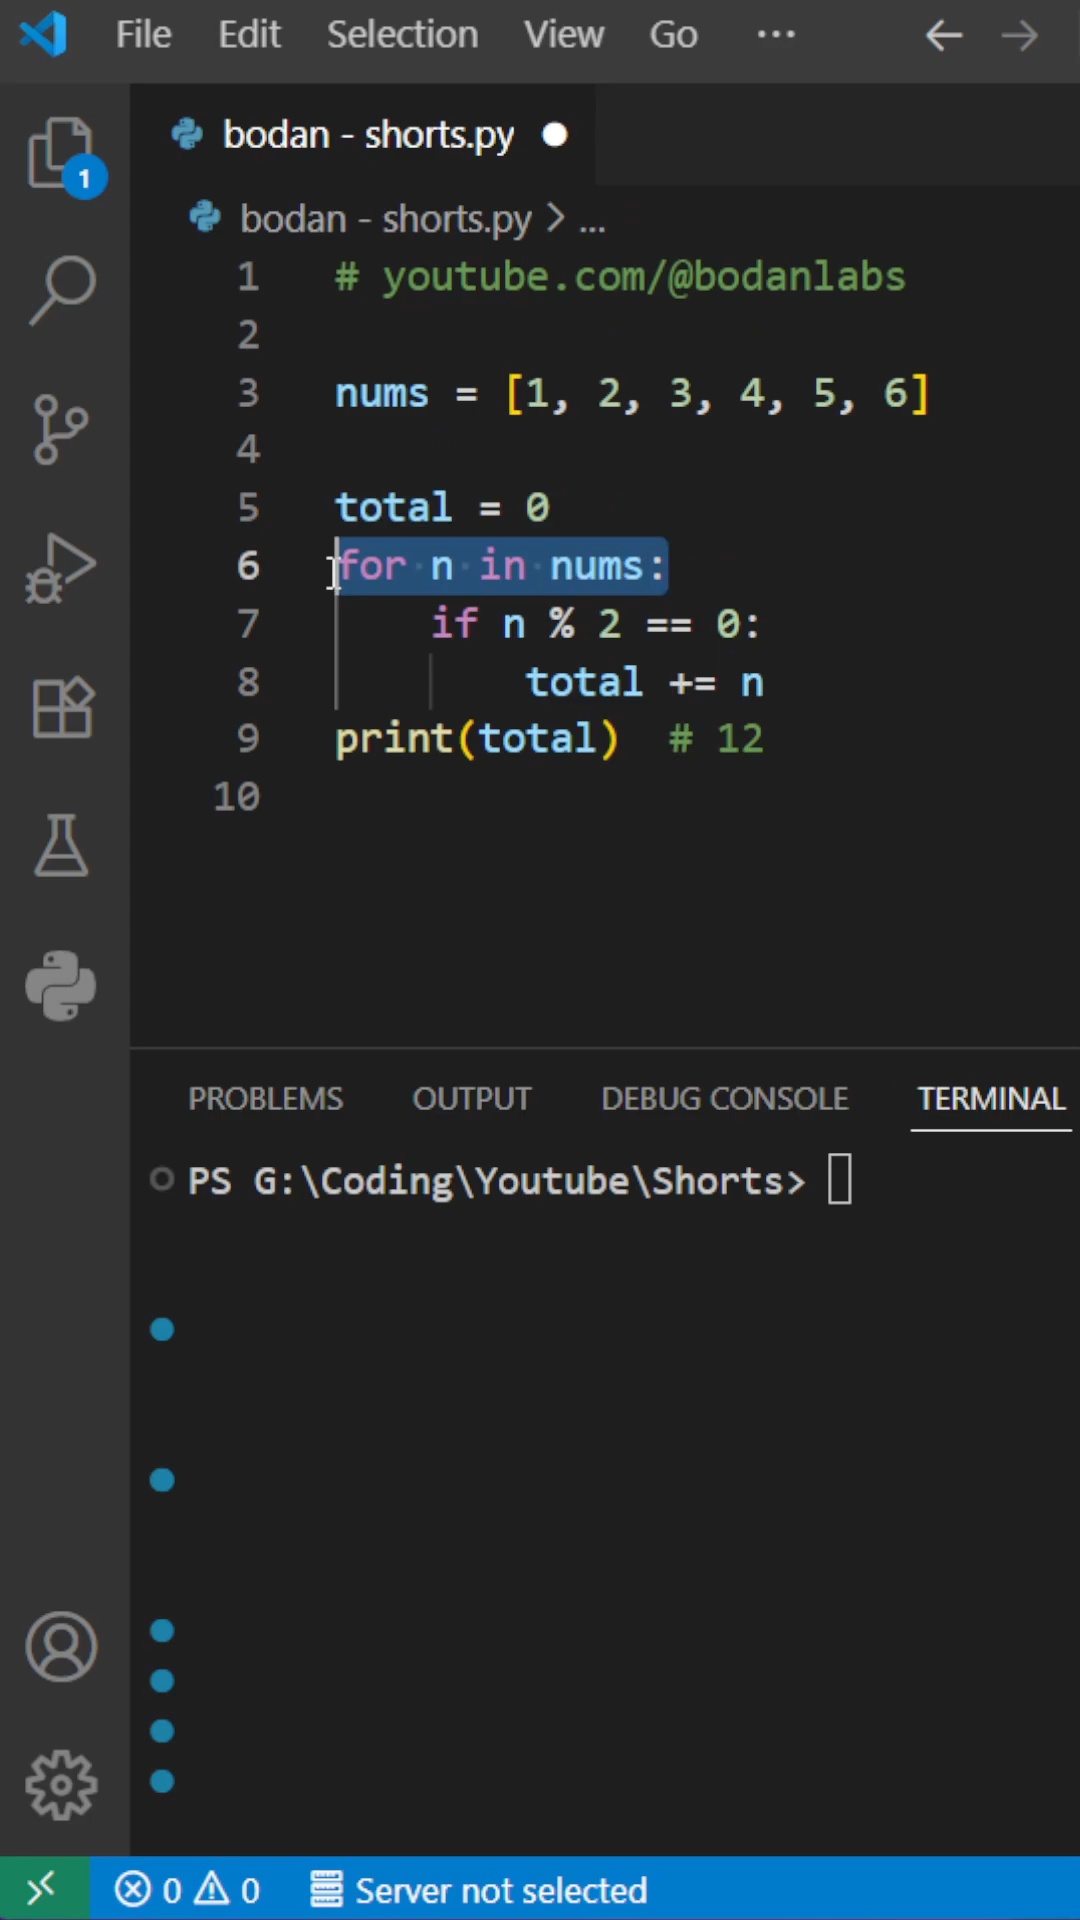 File Edit Selection View Go ...
bodan - shorts.py
1
bodan - shorts.py > ...
1 # youtube.com/@bodanlabs
2
3 nums = [1, 2, 3, 4, 5, 6]
4
5 total = 0
6 for n in nums:
7 if n % 2 == 0:
8 total += n
9 print(total) # 12
10
PROBLEMS OUTPUT DEBUG CONSOLE TERMINAL
PS G:\Coding\Youtube\Shorts>
0 0 Server not selected